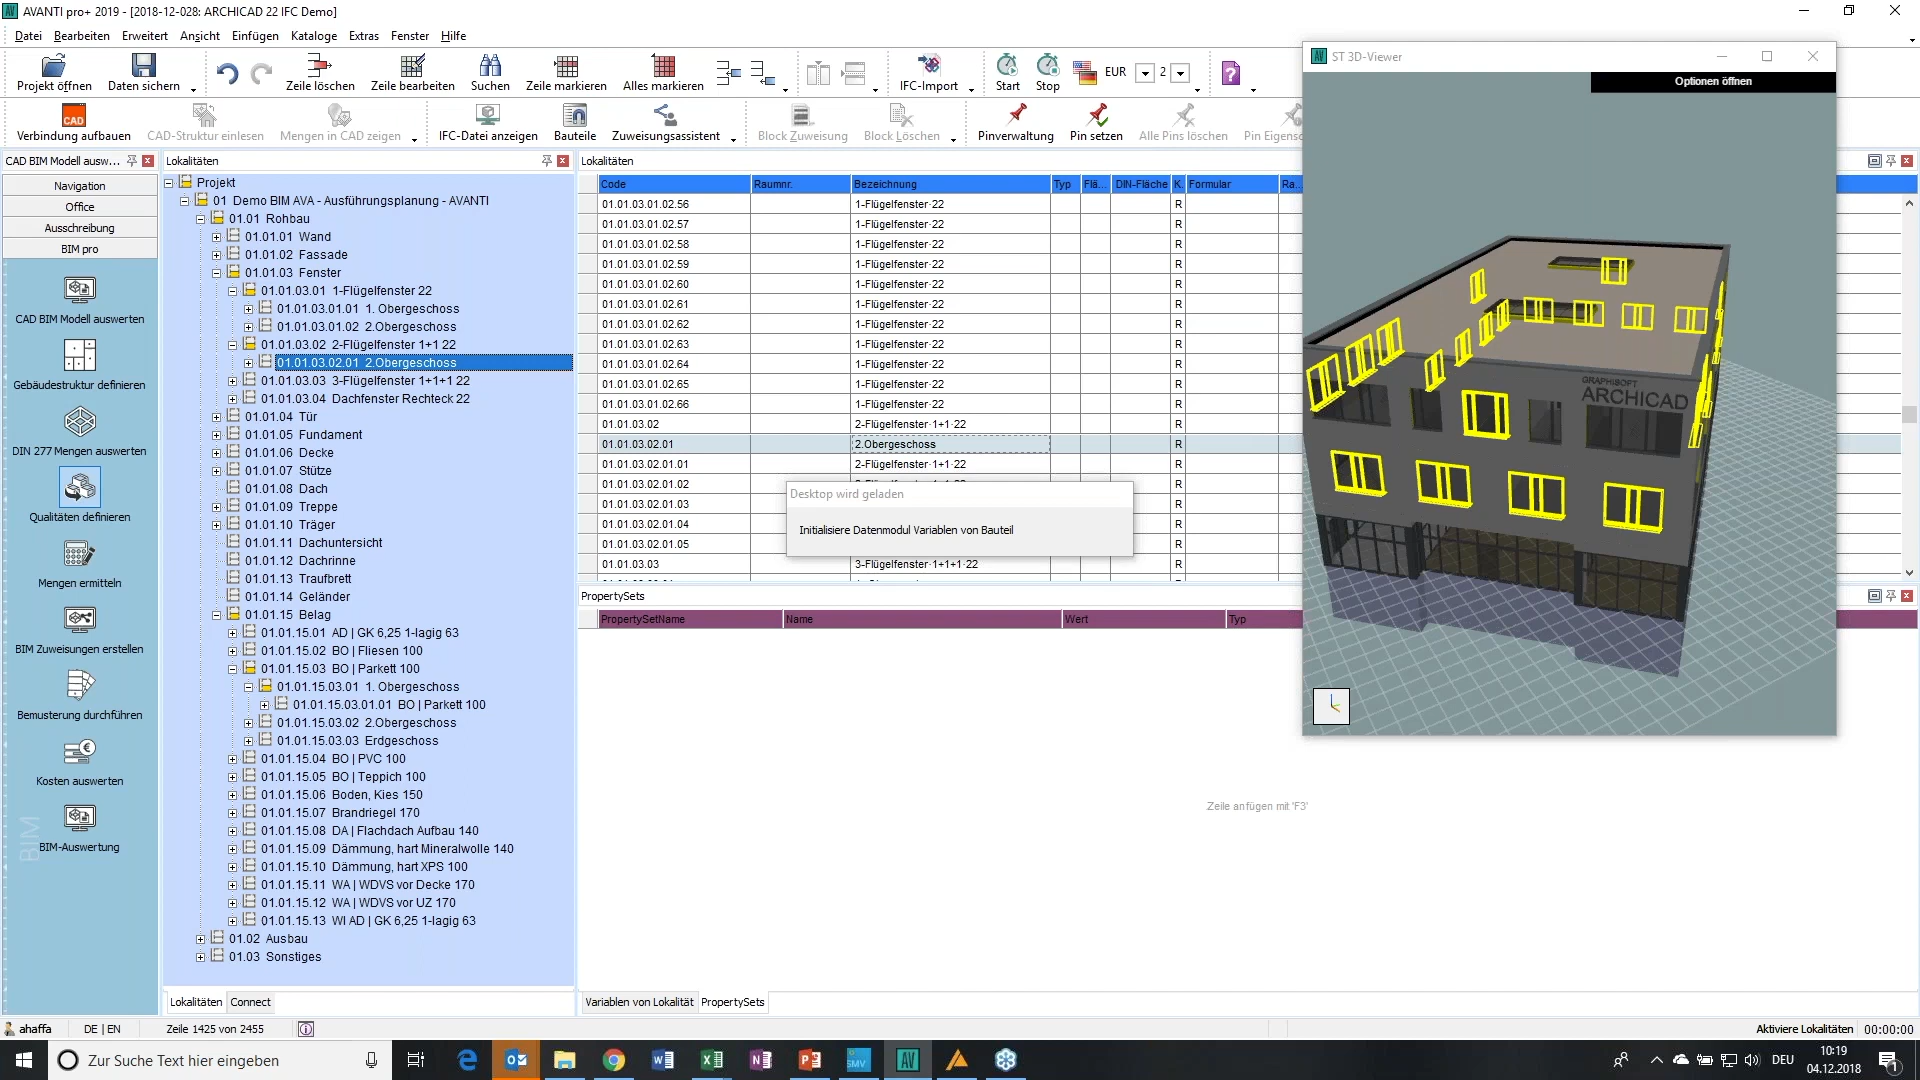 AVANTI pro+ 2019 - [2018-12-028: ARCHICAD 22 IFC Demo]
Datei Bearbeiten Erweitert Ansicht Einfügen Kataloge Extras Fenster Hilfe
Projekt öffnen Daten sichern Zeile löschen Zeile bearbeiten Suchen Zeile markieren Alles markieren IFC-Import Start Stop EUR 2
Verbindung aufbauen CAD-Struktur einlesen Mengen in CAD zeigen IFC-Datei anzeigen Bauteile Zuweisungsassistent Block Zuweisung Block Löschen Pinverwaltung Pin setzen Alle Pins löschen
CAD BIM Modell ausw...
Navigation
Office
Ausschreibung
BIM pro
CAD BIM Modell auswerten
Gebäudestruktur definieren
DIN 277 Mengen auswerten
Qualitäten definieren
Mengen ermitteln
BIM Zuweisungen erstellen
Bemusterung durchführen
Kosten auswerten
BIM-Auswertung
BIM
Lokalitäten
Projekt
01 Demo BIM AVA - Ausführungsplanung - AVANTI
01.01 Rohbau
01.01.01 Wand
01.01.02 Fassade
01.01.03 Fenster
01.01.03.01 1-Flügelfenster 22
01.01.03.01.01 1. Obergeschoss
01.01.03.01.02 2.Obergeschoss
01.01.03.02 2-Flügelfenster 1+1 22
01.01.03.02.01 2.Obergeschoss
01.01.03.03 3-Flügelfenster 1+1+1 22
01.01.03.04 Dachfenster Rechteck 22
01.01.04 Tür
01.01.05 Fundament
01.01.06 Decke
01.01.07 Stütze
01.01.08 Dach
01.01.09 Treppe
01.01.10 Träger
01.01.11 Dachuntersicht
01.01.12 Dachrinne
01.01.13 Traufbrett
01.01.14 Geländer
01.01.15 Belag
01.01.15.01 AD | GK 6,25 1-lagig 63
01.01.15.02 BO | Fliesen 100
01.01.15.03 BO | Parkett 100
01.01.15.03.01 1. Obergeschoss
01.01.15.03.01.01 BO | Parkett 100
01.01.15.03.02 2.Obergeschoss
01.01.15.03.03 Erdgeschoss
01.01.15.04 BO | PVC 100
01.01.15.05 BO | Teppich 100
01.01.15.06 Boden, Kies 150
01.01.15.07 Brandriegel 170
01.01.15.08 DA | Flachdach Aufbau 140
01.01.15.09 Dämmung, hart Mineralwolle 140
01.01.15.10 Dämmung, hart XPS 100
01.01.15.11 WA | WDVS vor Decke 170
01.01.15.12 WA | WDVS vor UZ 170
01.01.15.13 WI AD | GK 6,25 1-lagig 63
01.02 Ausbau
01.03 Sonstiges
Lokalitäten Connect
Lokalitäten
Code Raumnr. Bezeichnung Typ Flä... DIN-Fläche K. Formular Ra...
01.01.03.01.02.56 1-Flügelfenster·22 R
01.01.03.01.02.57 1-Flügelfenster·22 R
01.01.03.01.02.58 1-Flügelfenster·22 R
01.01.03.01.02.59 1-Flügelfenster·22 R
01.01.03.01.02.60 1-Flügelfenster·22 R
01.01.03.01.02.61 1-Flügelfenster·22 R
01.01.03.01.02.62 1-Flügelfenster·22 R
01.01.03.01.02.63 1-Flügelfenster·22 R
01.01.03.01.02.64 1-Flügelfenster·22 R
01.01.03.01.02.65 1-Flügelfenster·22 R
01.01.03.01.02.66 1-Flügelfenster·22 R
01.01.03.02 2-Flügelfenster·1+1·22 R
01.01.03.02.01 2.Obergeschoss R
01.01.03.02.01.01 2-Flügelfenster·1+1·22 R
01.01.03.02.01.02 R
01.01.03.02.01.03 R
01.01.03.02.01.04 R
01.01.03.02.01.05 R
01.01.03.03 3-Flügelfenster·1+1+1·22 R
Desktop wird geladen
Initialisiere Datenmodul Variablen von Bauteil
PropertySets
PropertySetName Name Wert Typ
Zeile anfügen mit 'F3'
Variablen von Lokalität PropertySets
ST 3D-Viewer
Optionen öffnen
GRAPHISOFT
ARCHICAD
ahaffa DE | EN Zeile 1425 von 2455 Aktiviere Lokalitäten 00:00:00
Zur Suche Text hier eingeben
DEU
10:19
04.12.2018